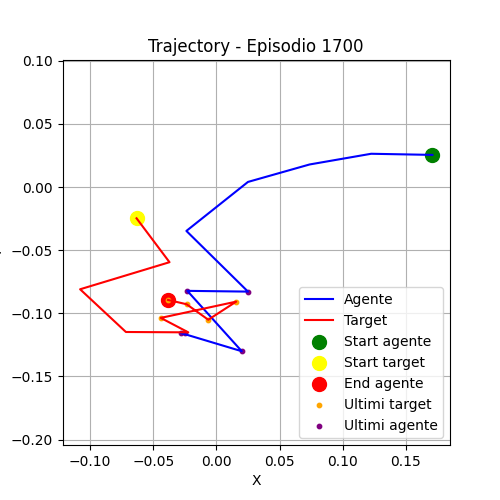 Trajectory - Episodio 1700
0.10
0.05
0.00
−0.05
−0.10
−0.15
−0.20
−0.10
−0.05
0.00
0.05
0.10
0.15
X
Agente
Target
Start agente
Start target
End agente
Ultimi target
Ultimi agente